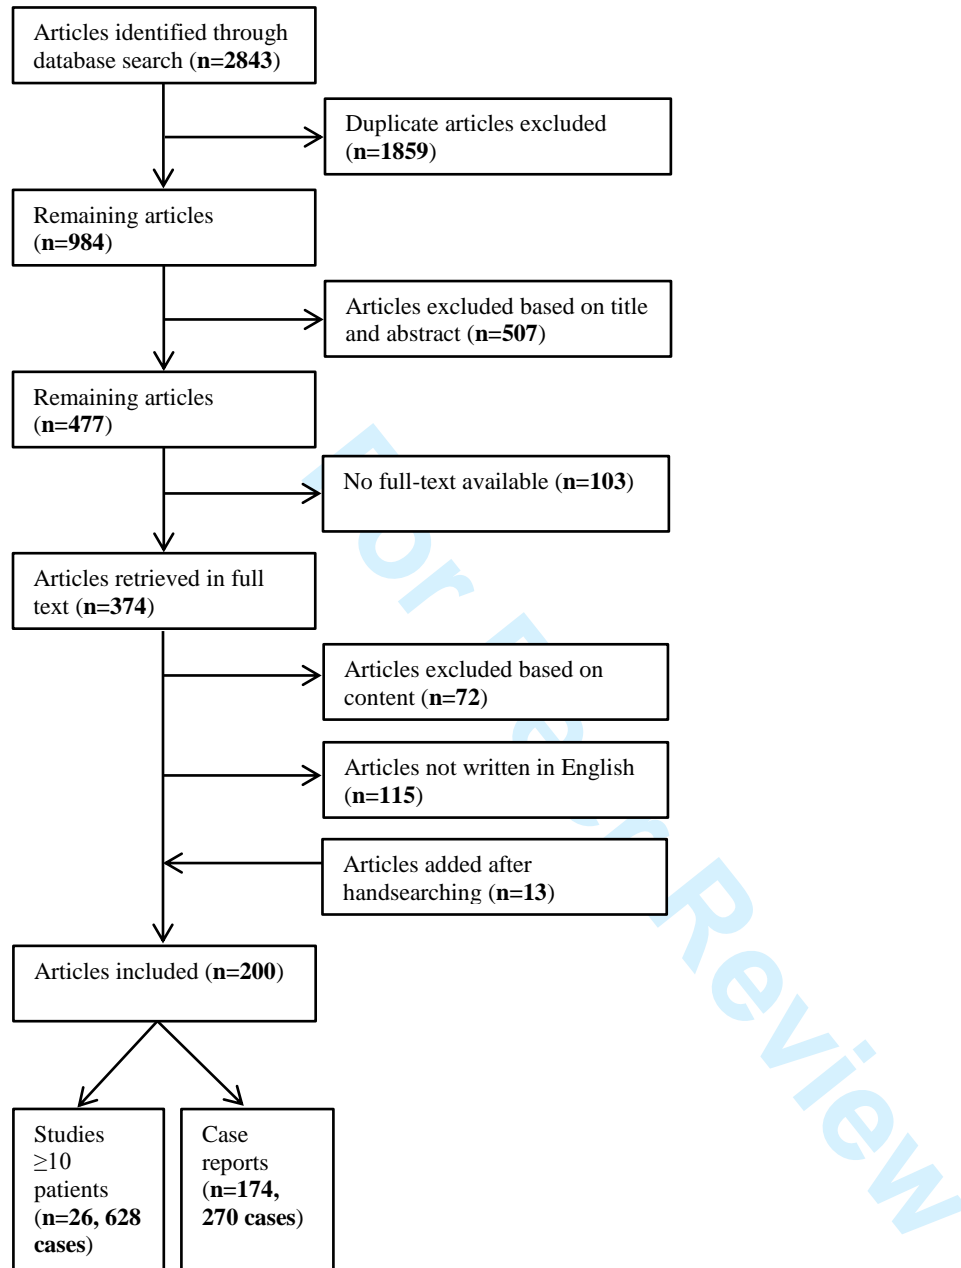 Articles identified through
database search (n=2843)
Duplicate articles excluded
(n=1859)
Remaining articles
(n=984)
Articles excluded based on title
and abstract (n=507)
Remaining articles
(n=477)
No full-text available (n=103)
Articles retrieved in full
text (n=374)
Articles excluded based on
content (n=72)
Articles not written in English
(n=115)
Articles added after
handsearching (n=13)
Articles included (n=200)
Studies
≥10
patients
(n=26, 628
cases)
Case
reports
(n=174,
270 cases)
For Peer Review